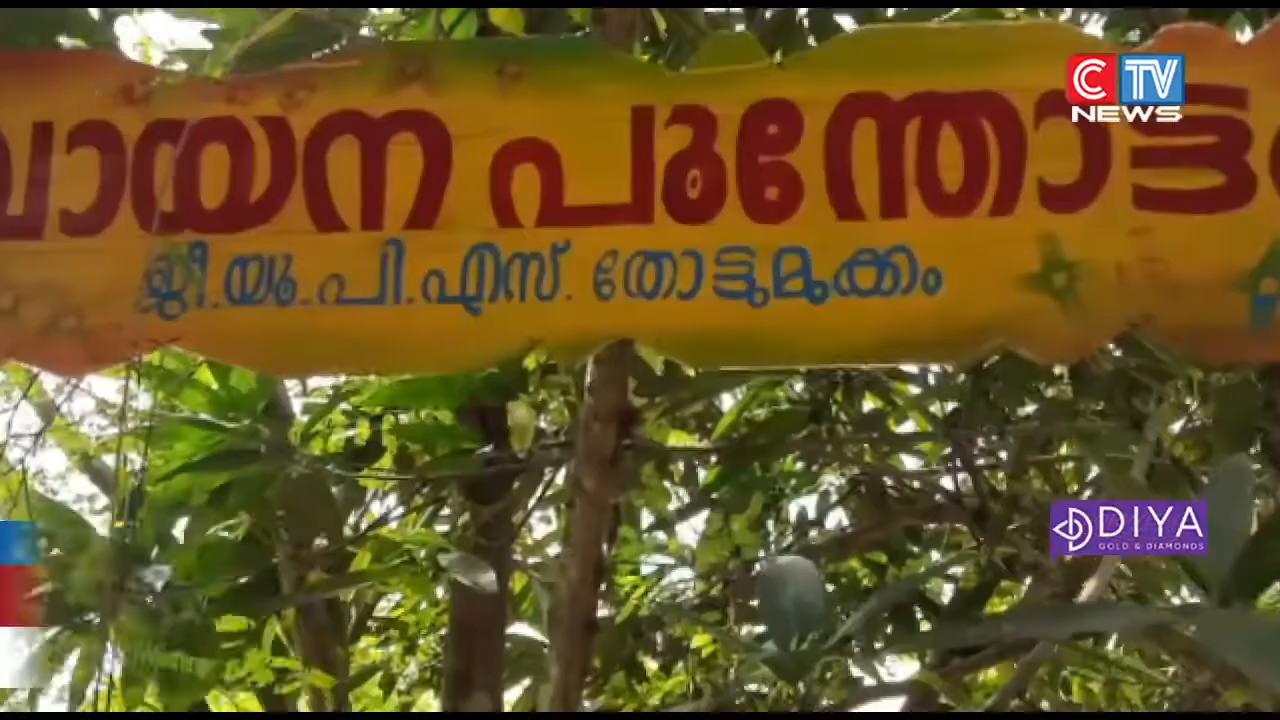 വായന പൂന്തോട്ടം
ജി.യു.പി.എസ്. തോട്ടുമുക്കം
CTV
NEWS
DIYA
GOLD & DIAMONDS